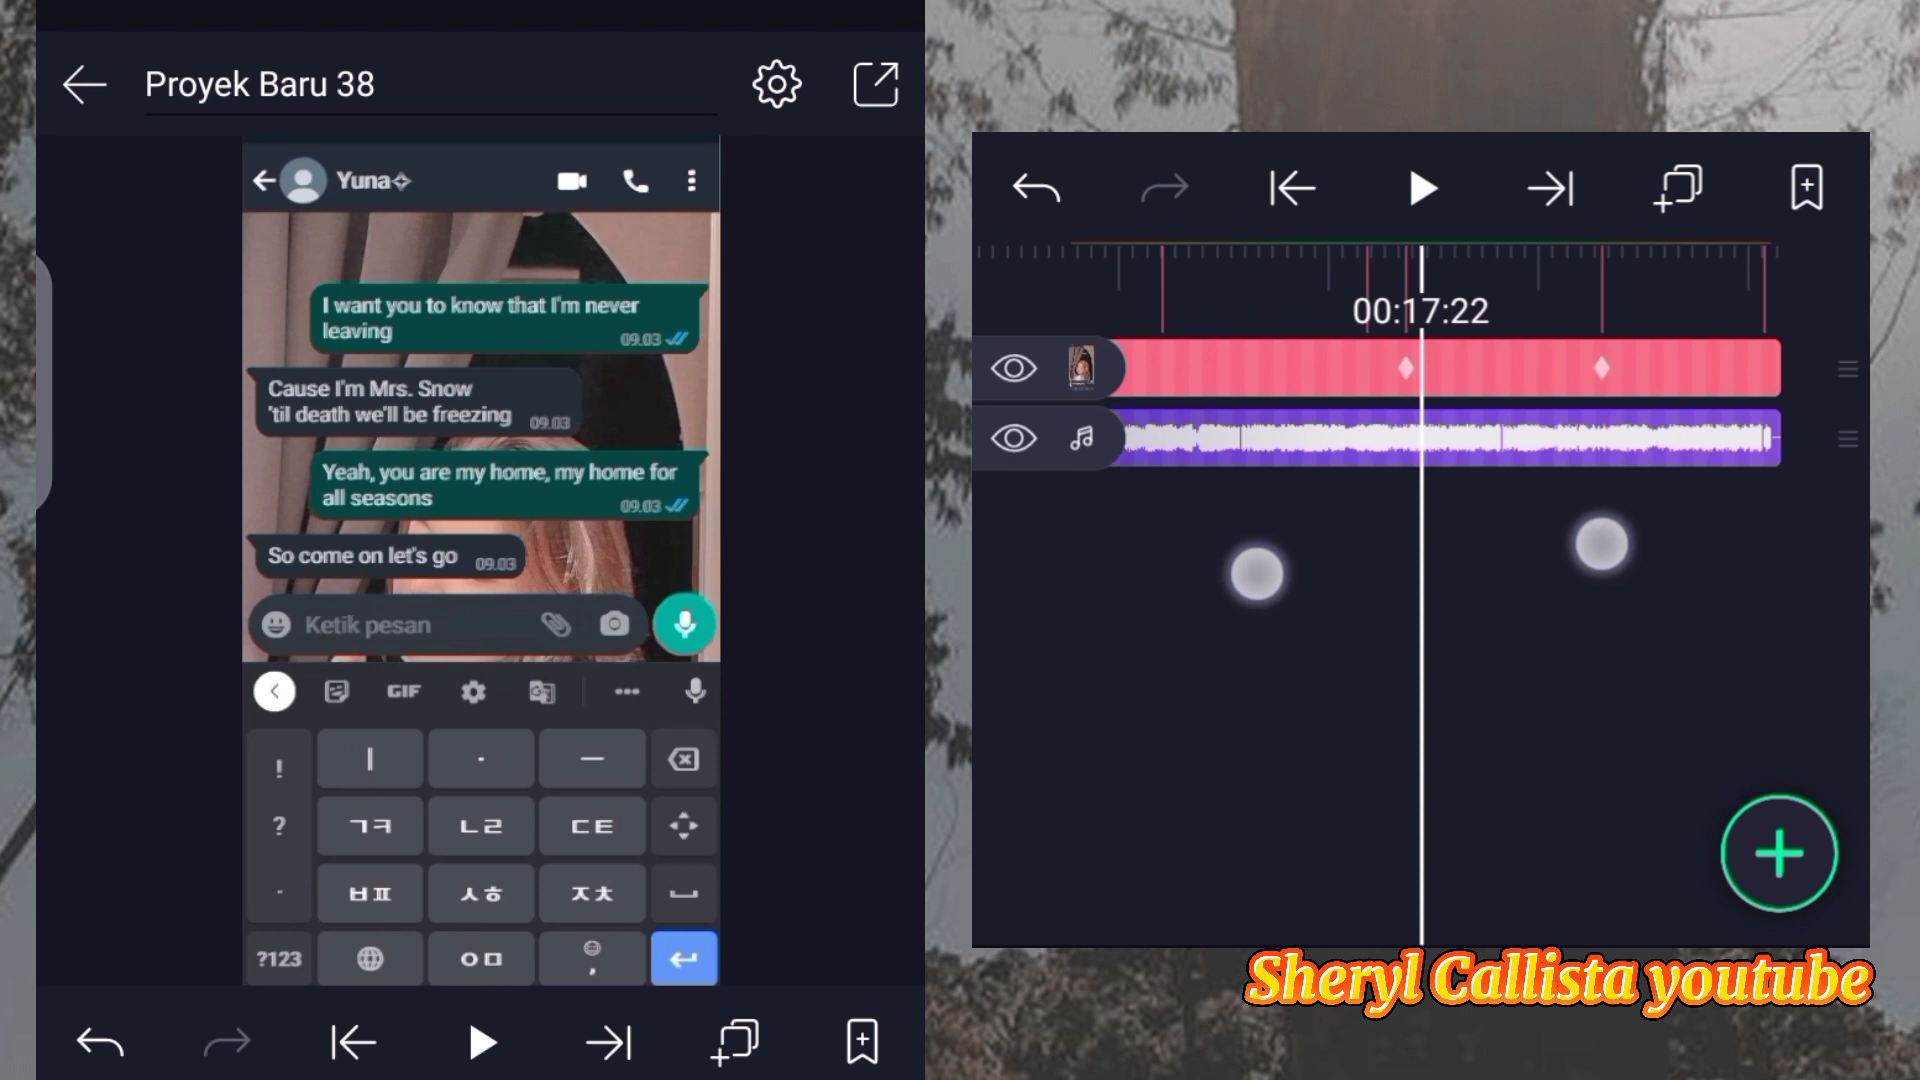 Proyek Baru 38
Yuna
I want you to know that I'm never
leaving
09.03
Cause I'm Mrs. Snow
'til death we'll be freezing 09.03
Yeah, you are my home, my home for
all seasons
09.03
So come on let's go 09.03
Ketik pesan
GIF
! ㅣ · ㅡ
? ㄱㅋ ㄴㄹ ㄷㅌ
. ㅂㅍ ㅅㅎ ㅈㅊ
?123 ㅇㅁ ,
00:17:22
Sheryl Callista youtube